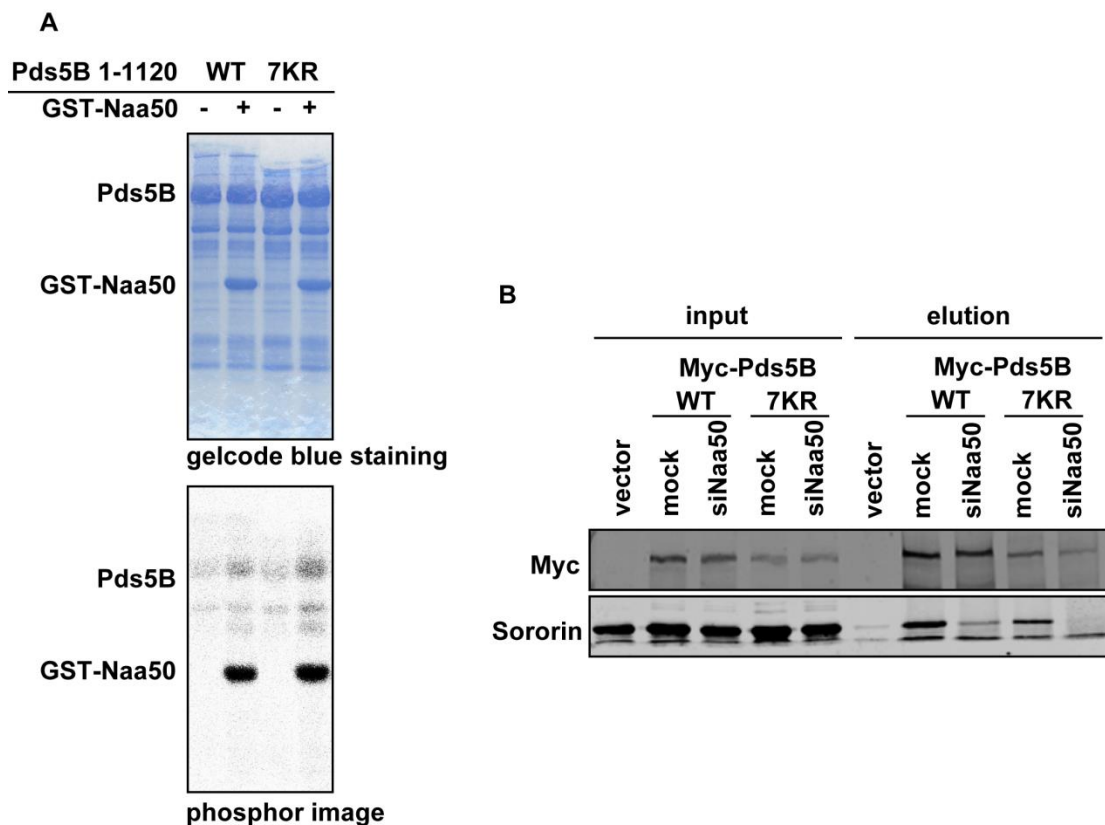 A
Pds5B 1-1120 WT 7KR
GST-Naa50 - + - +
Pds5B
GST-Naa50
gelcode blue staining
Pds5B
GST-Naa50
phosphor image
B
input elution
Myc-Pds5B Myc-Pds5B
WT 7KR WT 7KR
vector mock siNaa50 mock siNaa50 vector mock siNaa50 mock siNaa50
Myc
Sororin